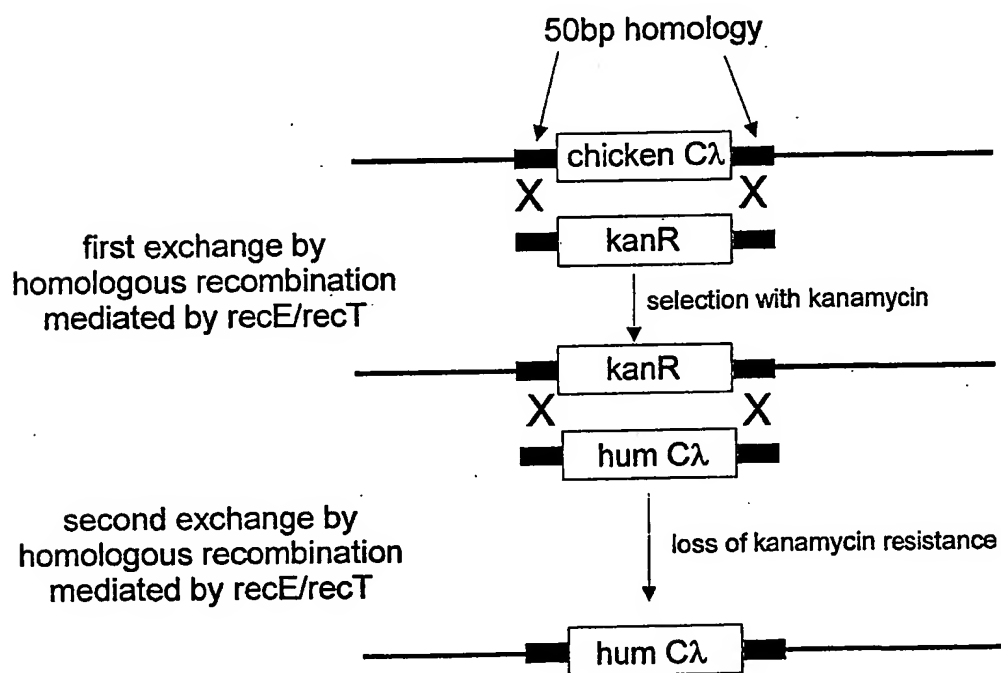 50bp homology
chicken Cλ
X X
kanR
first exchange by
homologous recombination
mediated by recE/recT
selection with kanamycin
kanR
X X
hum Cλ
second exchange by
homologous recombination
mediated by recE/recT
loss of kanamycin resistance
hum Cλ